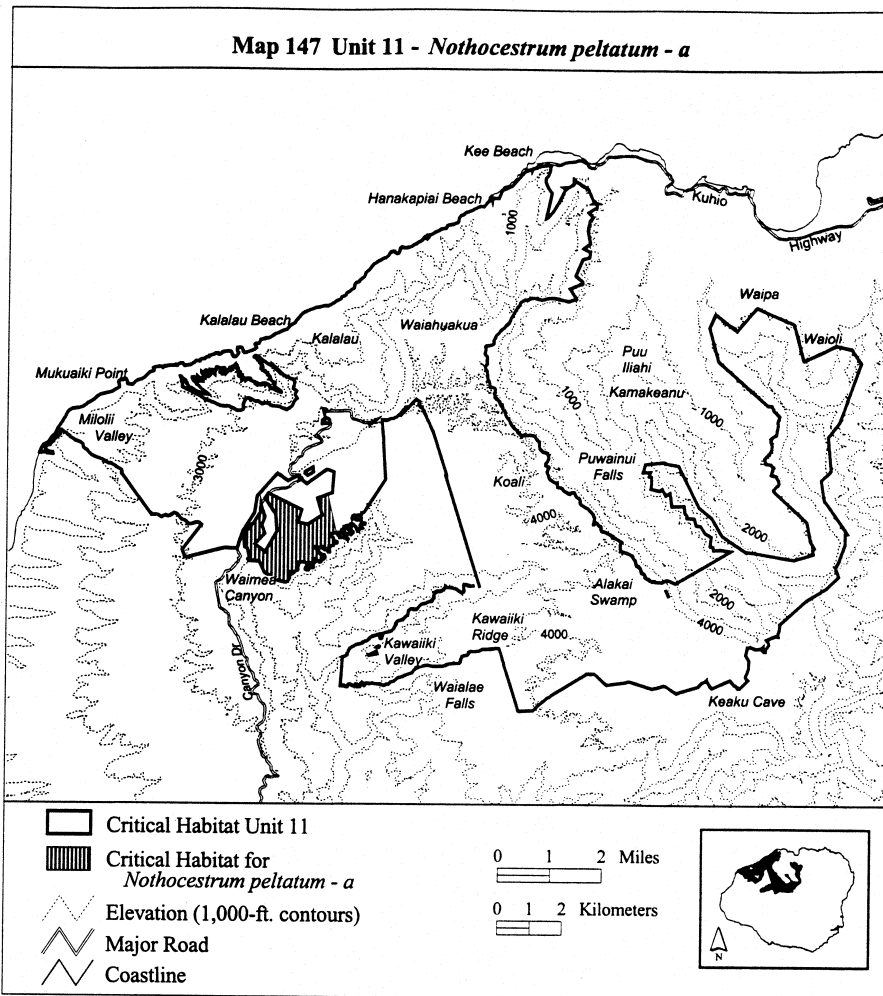 Map 147 Unit 11 - Nothocestrum peltatum - a
Kee Beach
Hanakapiai Beach
Kuhio
Highway
1000
Waipa
Kalalau Beach
Kalalau
Waiahuakua
Waioli
Puu
Iliahi
Mukuaiki Point
Kamakeanu
1000
1000
Milolii
Valley
3000
Puwainui
Falls
Koali
4000
2000
Waimea
Canyon
Alakai
Swamp
2000
4000
Kawaiiki
Ridge
4000
Kawaiiki
Valley
Canyon Dr
Waialae
Falls
Keaku Cave
Critical Habitat Unit 11
Critical Habitat for
Nothocestrum peltatum - a
Elevation (1,000-ft. contours)
Major Road
Coastline
0 1 2 Miles
0 1 2 Kilometers
N